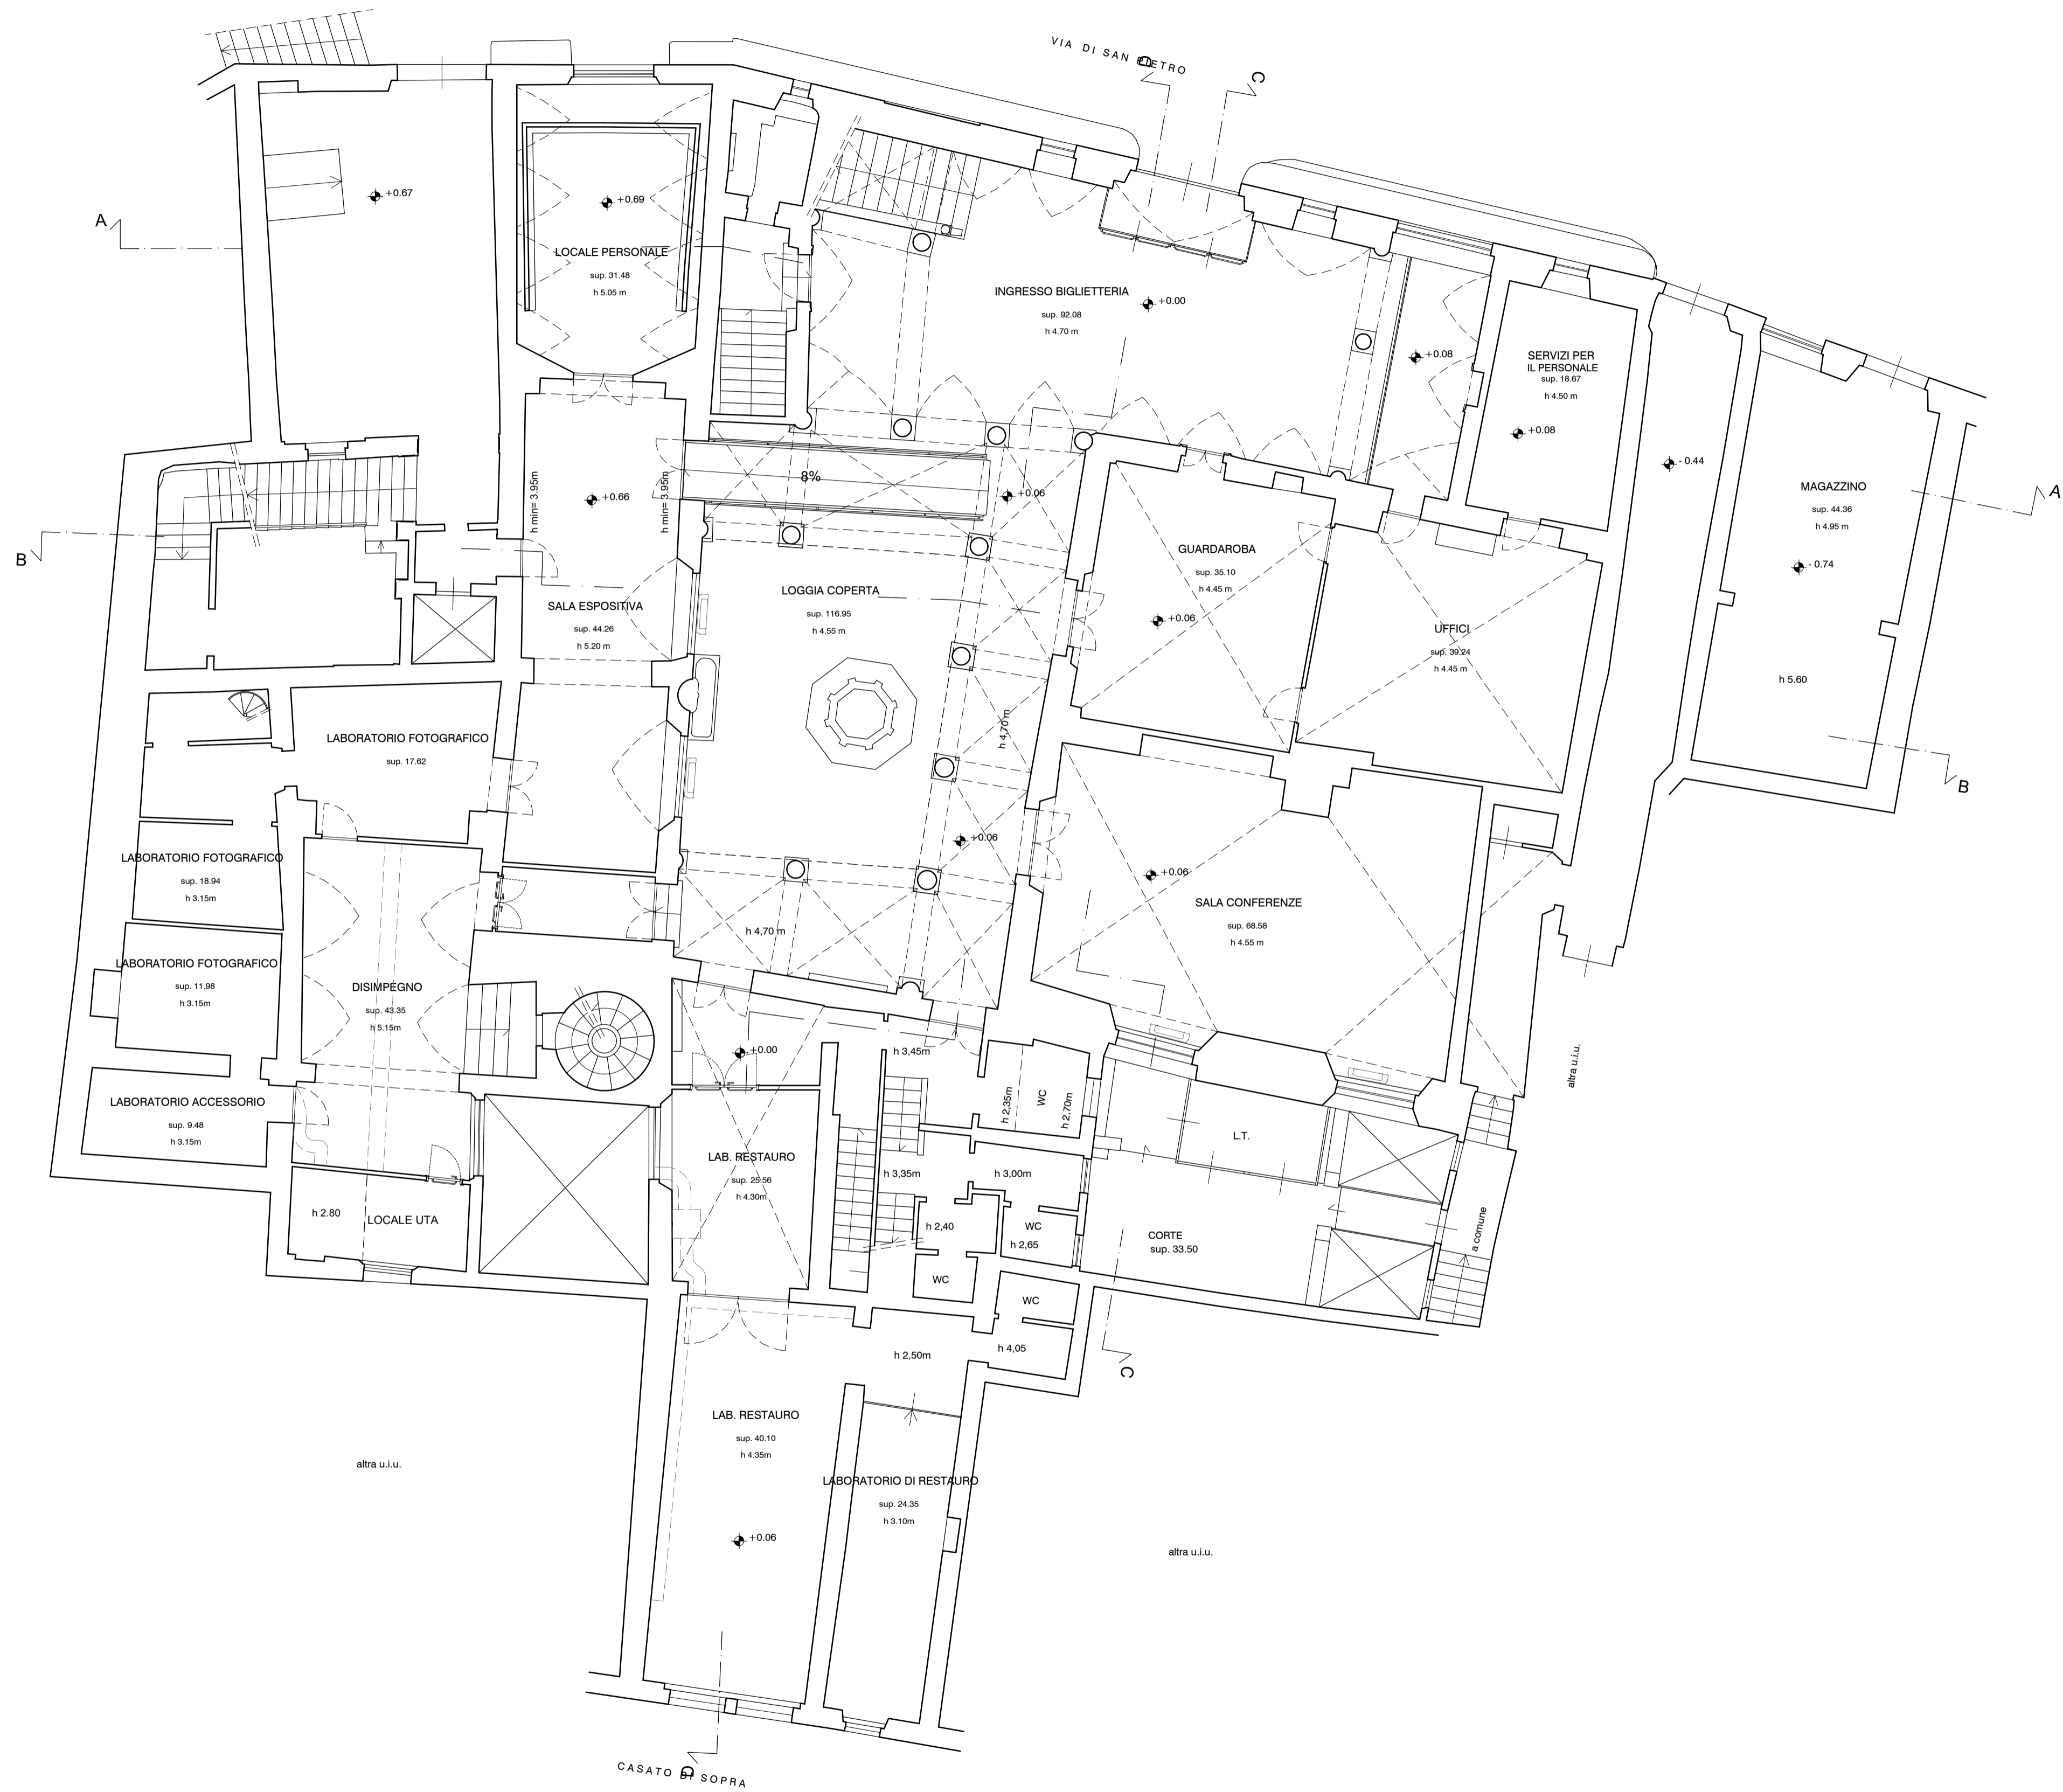 VIA DI SAN PIETRO
D
C
A
+0.67
+0.69
LOCALE PERSONALE
sup. 31.48
h 5.05 m
INGRESSO BIGLIETTERIA
+0.00
sup. 92.08
h 4.70 m
+0.08
SERVIZI PER
IL PERSONALE
sup. 18.67
h 4.50 m
+0.08
- 0.44
MAGAZZINO
sup. 44.36
h 4.95 m
- 0.74
h 5.60
A
B
B
h min= 3.95m
+0.66
h min= 3.95m
8%
+0.06
SALA ESPOSITIVA
sup. 44.26
h 5.20 m
LOGGIA COPERTA
sup. 116.95
h 4.55 m
GUARDAROBA
sup. 35.10
h 4.45 m
+0.06
UFFICI
sup. 39.24
h 4.45 m
h 4,70 m
LABORATORIO FOTOGRAFICO
sup. 17.62
+0.06
LABORATORIO FOTOGRAFICO
sup. 18.94
h 3.15m
+0.06
SALA CONFERENZE
sup. 68.58
h 4.55 m
h 4,70 m
LABORATORIO FOTOGRAFICO
sup. 11.98
h 3.15m
DISIMPEGNO
sup. 43.35
h 5.15m
+0.00
h 3,45m
h 2,35m
WC
h 2,70m
altra u.i.u.
LABORATORIO ACCESSORIO
sup. 9.48
h 3.15m
L.T.
LAB. RESTAURO
sup. 25.56
h 4.30m
h 3,35m
h 3,00m
h 2.80
LOCALE UTA
h 2,40
WC
h 2,65
WC
WC
CORTE
sup. 33.50
a comune
h 2,50m
h 4,05
C
LAB. RESTAURO
sup. 40.10
h 4.35m
LABORATORIO DI RESTAURO
sup. 24.35
h 3.10m
altra u.i.u.
+0.06
altra u.i.u.
D
CASATO DI SOPRA